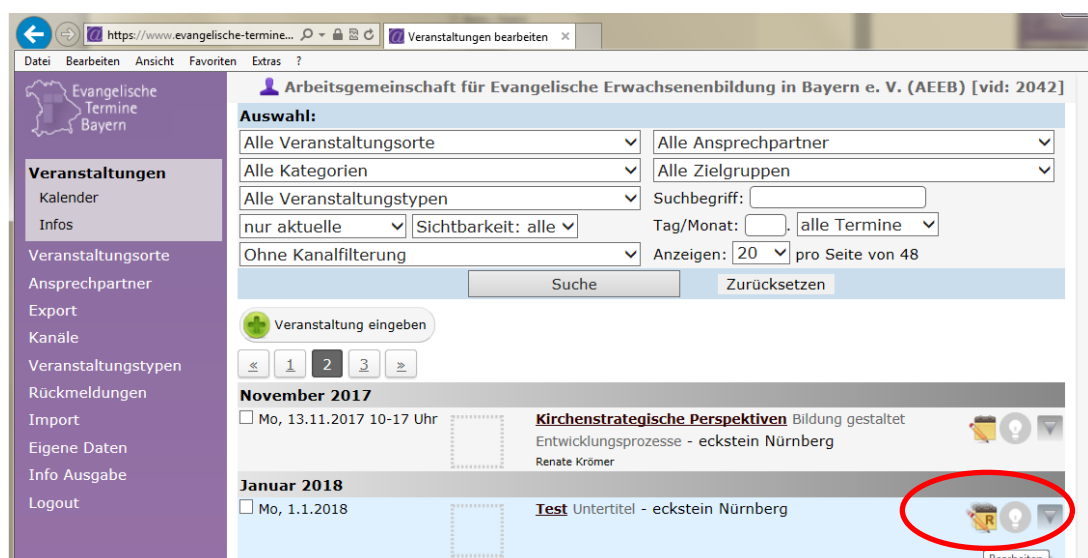 https://www.evangelische-termine... Veranstaltungen bearbeiten ×
Datei Bearbeiten Ansicht Favoriten Extras ?
Evangelische
Termine
Bayern
Arbeitsgemeinschaft für Evangelische Erwachsenenbildung in Bayern e. V. (AEEB) [vid: 2042]
Veranstaltungen
Kalender
Infos
Veranstaltungsorte
Ansprechpartner
Export
Kanäle
Veranstaltungstypen
Rückmeldungen
Import
Eigene Daten
Info Ausgabe
Logout
Auswahl:
Alle Veranstaltungsorte Alle Ansprechpartner
Alle Kategorien Alle Zielgruppen
Alle Veranstaltungstypen Suchbegriff:
nur aktuelle Sichtbarkeit: alle Tag/Monat: . alle Termine
Ohne Kanalfilterung Anzeigen: 20 pro Seite von 48
Suche Zurücksetzen
Veranstaltung eingeben
« 1 2 3 »
November 2017
Mo, 13.11.2017 10-17 Uhr Kirchenstrategische Perspektiven Bildung gestaltet
Entwicklungsprozesse - eckstein Nürnberg
Renate Krömer
Januar 2018
Mo, 1.1.2018 Test Untertitel - eckstein Nürnberg R